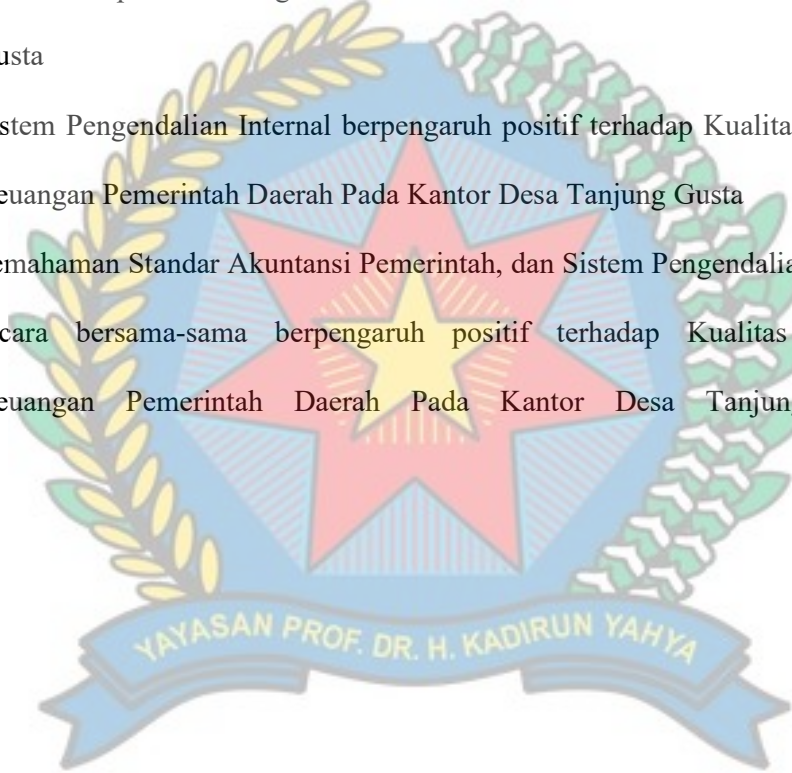 usta
stem Pengendalian Internal berpengaruh positif terhadap Kualita
euangan Pemerintah Daerah Pada Kantor Desa Tanjung Gusta
emahaman Standar Akuntansi Pemerintah, dan Sistem Pengendalia
cara bersama-sama berpengaruh positif terhadap Kualitas
euangan Pemerintah Daerah Pada Kantor Desa Tanjun
YAYASAN PROF. DR. H. KADIRUN YAHYA